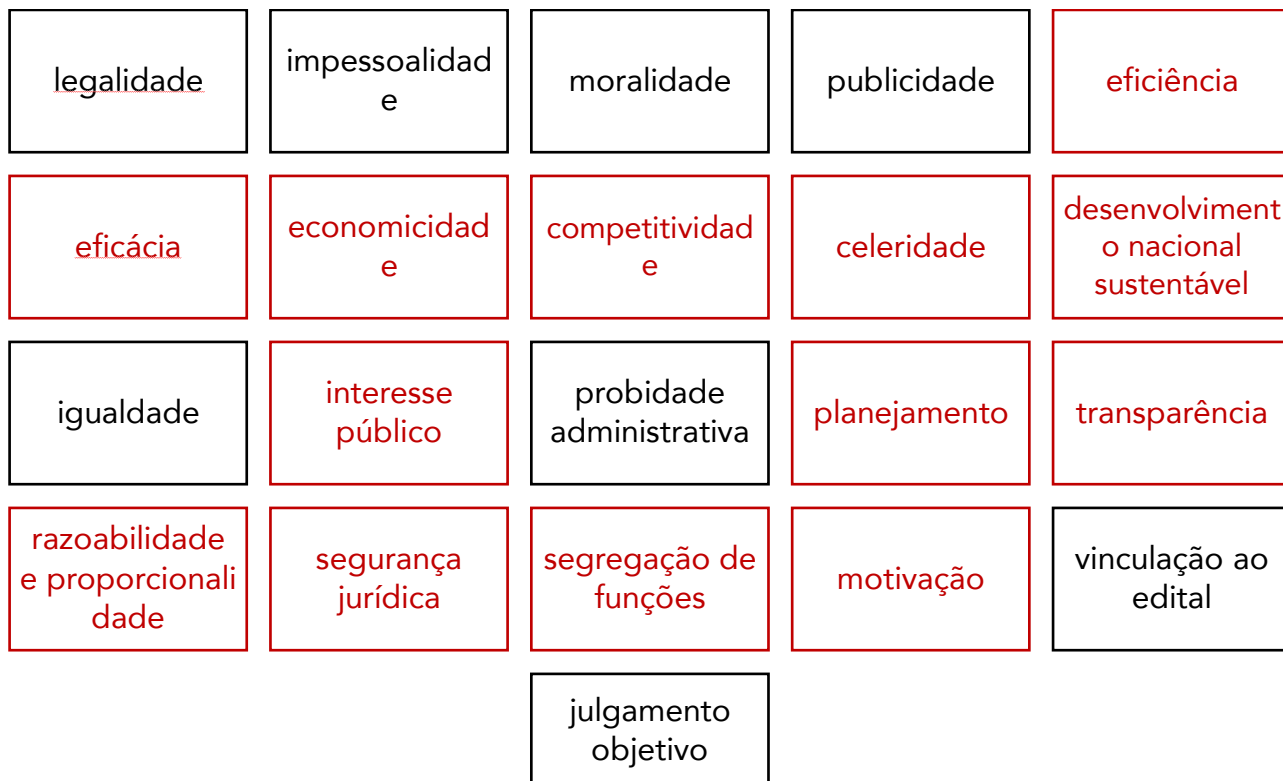 legalidade
impessoalidad
e
moralidade
publicidade
eficiência
eficácia
economicidad
e
competitividad
e
celeridade
desenvolviment
o nacional
sustentável
igualdade
interesse
público
probidade
administrativa
planejamento
transparência
razoabilidade
e proporcionali
dade
segurança
jurídica
segregação de
funções
motivação
vinculação ao
edital
julgamento
objetivo